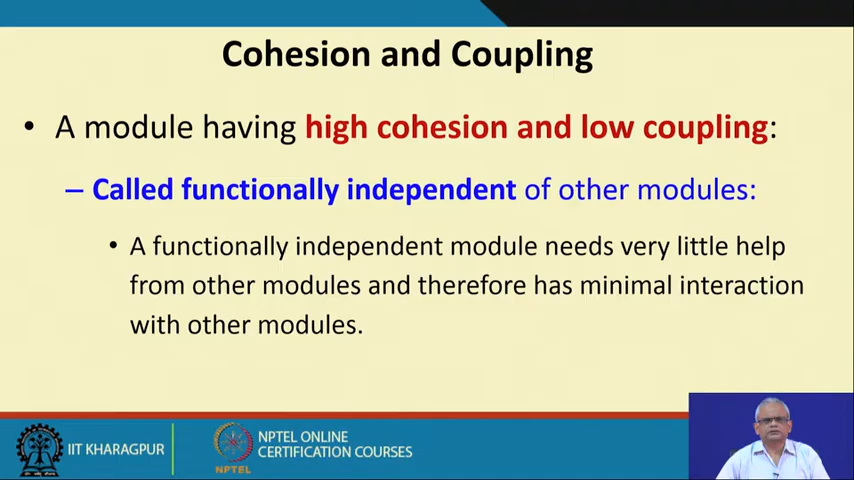 Cohesion and Coupling
• A module having high cohesion and low coupling:
– Called functionally independent of other modules:
• A functionally independent module needs very little help
from other modules and therefore has minimal interaction
with other modules.
IIT KHARAGPUR
NPTEL
NPTEL ONLINE
CERTIFICATION COURSES